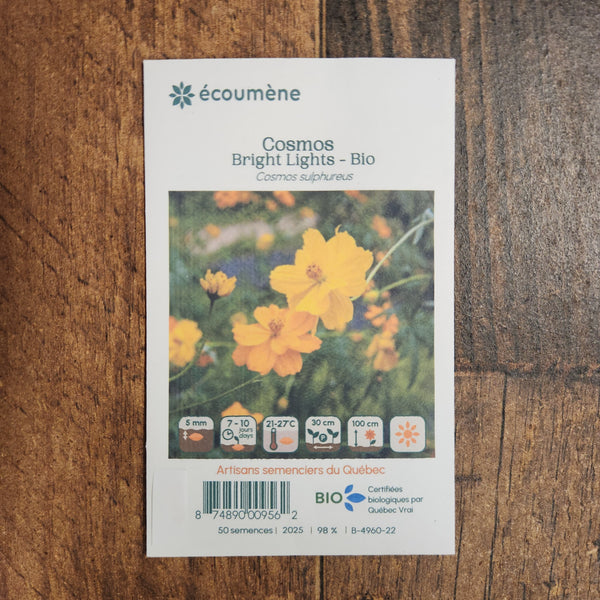 écoumène
Cosmos
Bright Lights - Bio
Cosmos sulphureus
5 mm
7 - 10
jours
days
21-27°C
30 cm
P
100 cm
Artisans semenciers du Québec
8 74890 00956 2
BIO
Certifiées
biologiques par
Québec Vrai
50 semences | 2025 | 98 % | B-4960-22